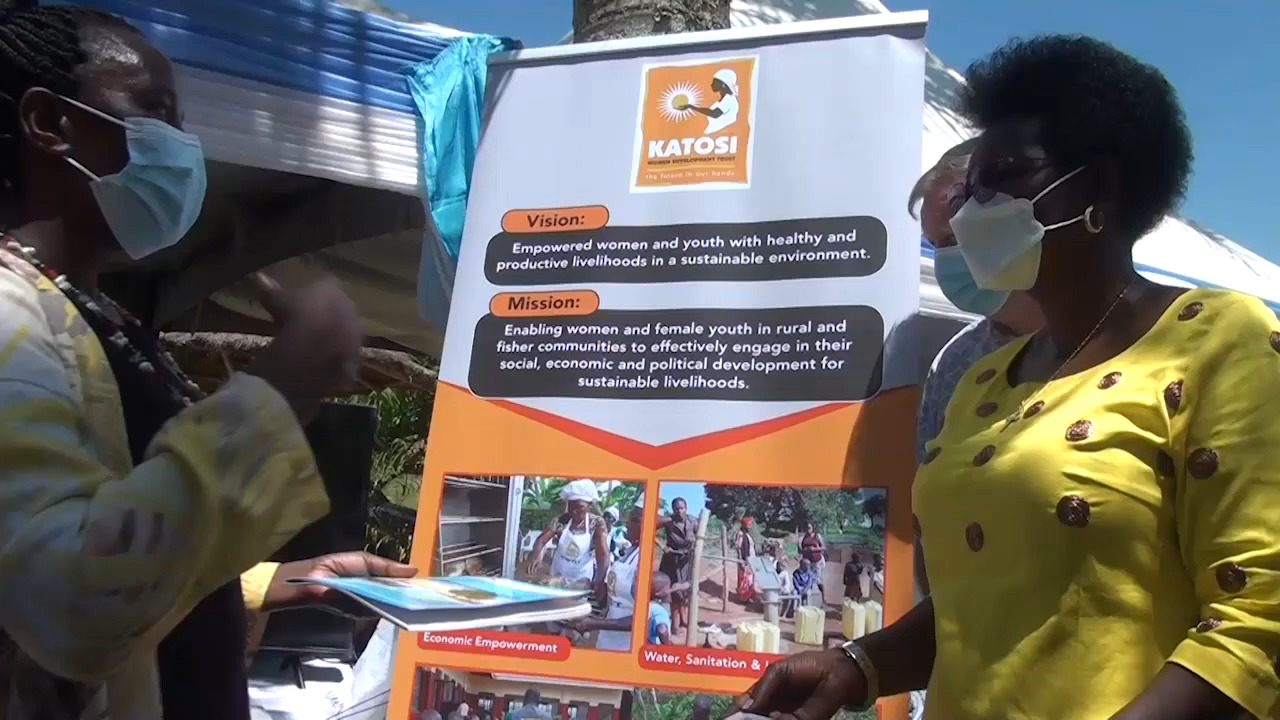 KATOSI
WOMEN DEVELOPMENT TRUST
the future in our hands
Vision:
Empowered women and youth with healthy and
productive livelihoods in a sustainable environment.
Mission:
Enabling women and female youth in rural and
fisher communities to effectively engage in their
social, economic and political development for
sustainable livelihoods.
Economic Empowerment
Water, Sanitation &